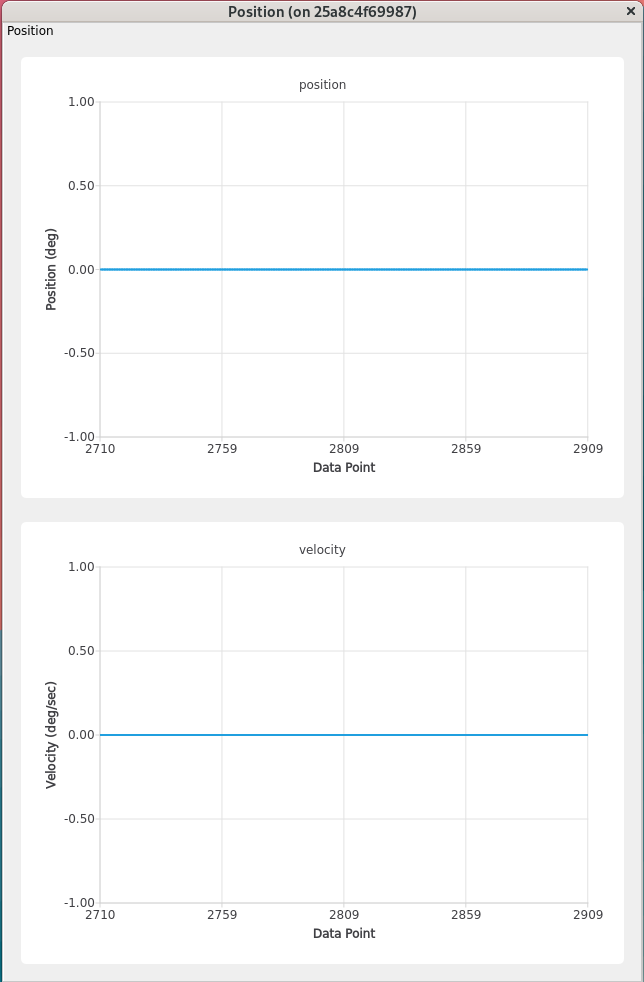 Position (on 25a8c4f69987) ×
Position
position
1.00
0.50
0.00
-0.50
-1.00
Position (deg)
2710 2759 2809 2859 2909
Data Point
velocity
1.00
0.50
0.00
-0.50
-1.00
Velocity (deg/sec)
2710 2759 2809 2859 2909
Data Point